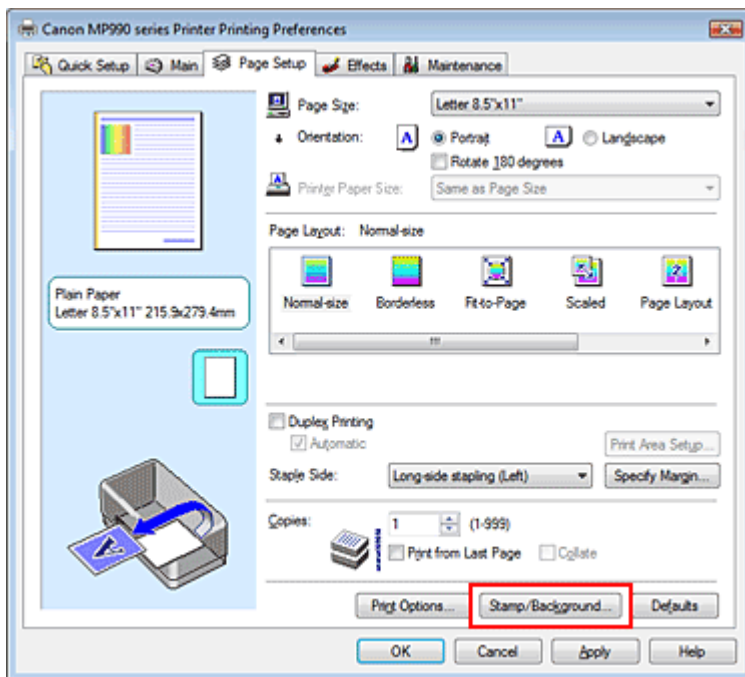 Canon MP990 series Printer Printing Preferences
Quick Setup Main Page Setup Effects Maintenance
Page Size: Letter 8.5"x11"
Orientation: A Portrait A Landscape
Rotate 180 degrees
Printer Paper Size: Same as Page Size
Page Layout: Normal-size
Normal-size Borderless Fit-to-Page Scaled Page Layout
Plain Paper
Letter 8.5"x11" 215.9x279.4mm
Duplex Printing
Automatic
Print Area Setup...
Staple Side: Long-side stapling (Left) Specify Margin...
Copies: 1 (1-999)
Print from Last Page Collate
Print Options... Stamp/Background... Defaults
OK Cancel Apply Help